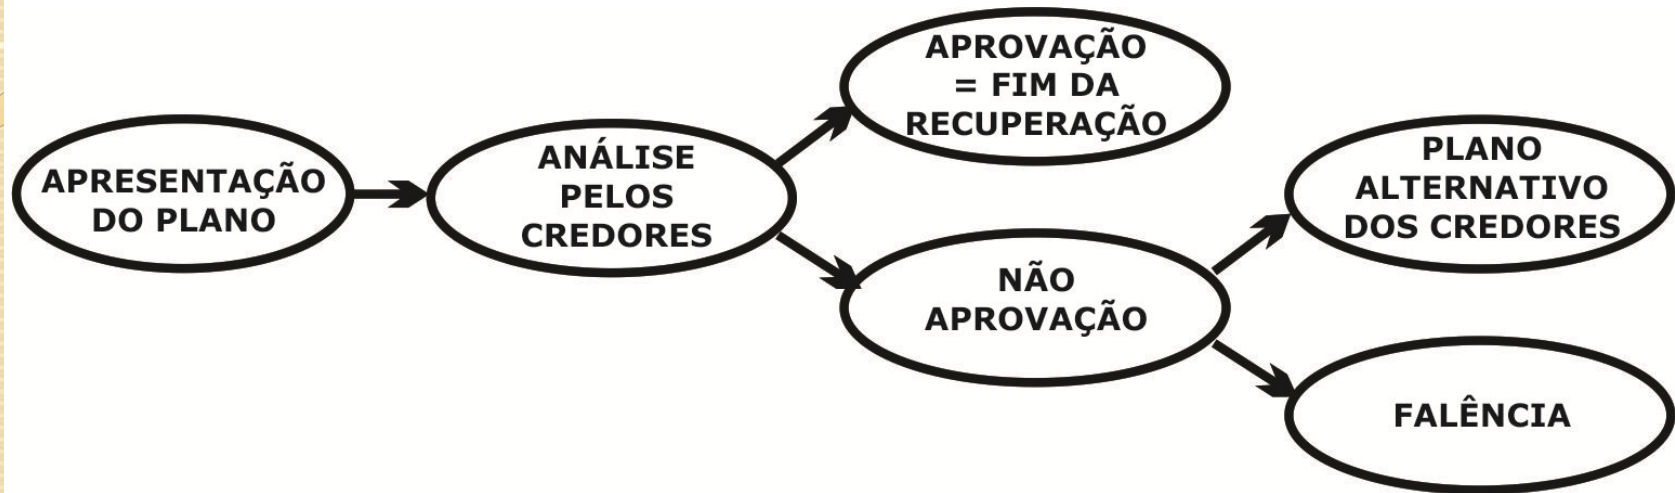 APRESENTAÇÃO
DO PLANO
ANÁLISE
PELOS
CREDORES
APROVAÇÃO
= FIM DA
RECUPERAÇÃO
NÃO
APROVAÇÃO
PLANO
ALTERNATIVO
DOS CREDORES
FALÊNCIA